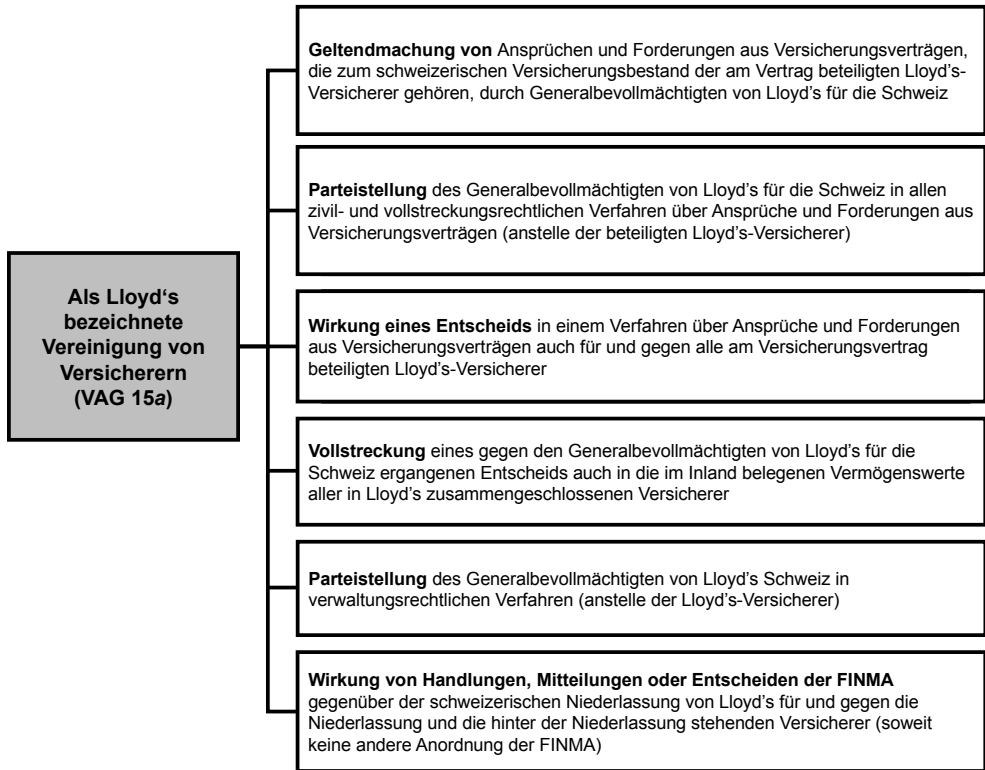 Als Lloyd‘s
bezeichnete
Vereinigung von
Versicherern
(VAG 15a)
Geltendmachung von Ansprüchen und Forderungen aus Versicherungsverträgen,
die zum schweizerischen Versicherungsbestand der am Vertrag beteiligten Lloyd’s-
Versicherer gehören, durch Generalbevollmächtigten von Lloyd’s für die Schweiz
Parteistellung des Generalbevollmächtigten von Lloyd’s für die Schweiz in allen
zivil- und vollstreckungsrechtlichen Verfahren über Ansprüche und Forderungen aus
Versicherungsverträgen (anstelle der beteiligten Lloyd’s-Versicherer)
Wirkung eines Entscheids in einem Verfahren über Ansprüche und Forderungen
aus Versicherungsverträgen auch für und gegen alle am Versicherungsvertrag
beteiligten Lloyd’s-Versicherer
Vollstreckung eines gegen den Generalbevollmächtigten von Lloyd’s für die
Schweiz ergangenen Entscheids auch in die im Inland belegenen Vermögenswerte
aller in Lloyd’s zusammengeschlossenen Versicherer
Parteistellung des Generalbevollmächtigten von Lloyd’s Schweiz in
verwaltungsrechtlichen Verfahren (anstelle der Lloyd’s-Versicherer)
Wirkung von Handlungen, Mitteilungen oder Entscheiden der FINMA
gegenüber der schweizerischen Niederlassung von Lloyd’s für und gegen die
Niederlassung und die hinter der Niederlassung stehenden Versicherer (soweit
keine andere Anordnung der FINMA)